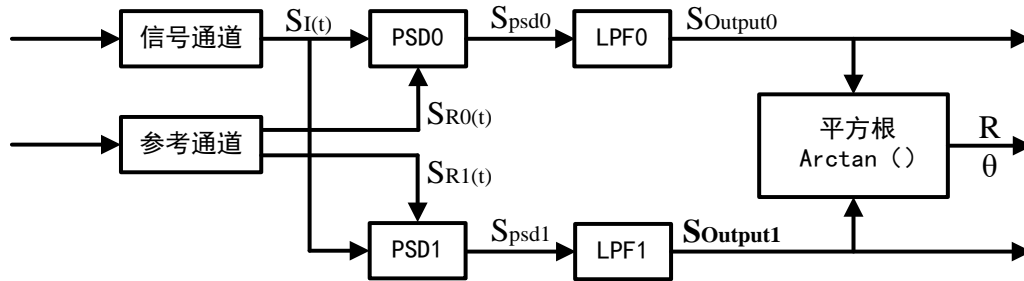 信号通道
SI(t)
PSD0
Spsd0
LPF0
SOutput0
SR0(t)
参考通道
平方根
Arctan（）
R
θ
SR1(t)
PSD1
Spsd1
LPF1
SOutput1